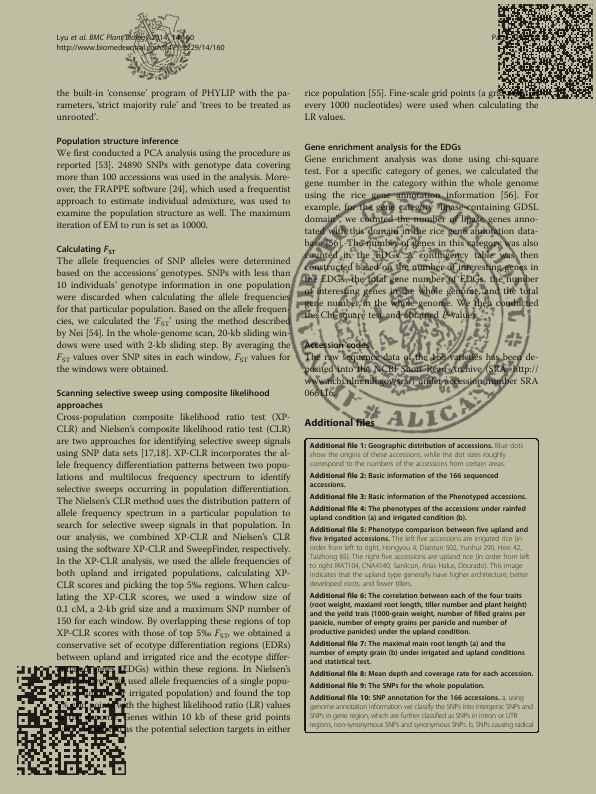 Lyu et al. BMC Plant Biology 2014, 14:160
http://www.biomedcentral.com/1471-2229/14/160
the built-in 'consense' program of PHYLIP with the pa-
rameters, 'strict majority rule' and 'trees to be treated as
unrooted'.
Population structure inference
We first conducted a PCA analysis using the procedure as
reported [53]. 24890 SNPs with genotype data covering
more than 100 accessions was used in the analysis. More-
over, the FRAPPE software [24], which used a frequentist
approach to estimate individual admixture, was used to
examine the population structure as well. The maximum
iteration of EM to run is set as 10000.
Calculating FST
The allele frequencies of SNP alleles were determined
based on the accessions' genotypes. SNPs with less than
10 individuals' genotype information in one population
were discarded when calculating the allele frequencies
for that particular population. Based on the allele frequen-
cies, we calculated the 'FST' using the method described
by Nei [54]. In the whole-genome scan, 20-kb sliding win-
dows were used with 2-kb sliding step. By averaging the
FST values over SNP sites in each window, FST values for
the windows were obtained.
Scanning selective sweep using composite likelihood
approaches
Cross-population composite likelihood ratio test (XP-
CLR) and Nielsen's composite likelihood ratio test (CLR)
are two approaches for identifying selective sweep signals
using SNP data sets [17,18]. XP-CLR incorporates the al-
lele frequency differentiation patterns between two popu-
lations and multilocus frequency spectrum to identify
selective sweeps occurring in population differentiation.
The Nielsen's CLR method uses the distribution pattern of
allele frequency spectrum in a particular population to
search for selective sweep signals in that population. In
our analysis, we combined XP-CLR and Nielsen's CLR
using the software XP-CLR and SweepFinder, respectively.
In the XP-CLR analysis, we used the allele frequencies of
both upland and irrigated populations, calculating XP-
CLR scores and picking the top 5‰ regions. When calcu-
lating the XP-CLR scores, we used a window size of
0.1 cM, a 2-kb grid size and a maximum SNP number of
150 for each window. By overlapping these regions of top
XP-CLR scores with those of top 5‰ FST, we obtained a
conservative set of ecotype differentiation regions (EDRs)
between upland and irrigated rice and the ecotype differ-
(EDGs) within these regions. In Nielsen's
used allele frequencies of a single popu-
irrigated population) and found the top
with the highest likelihood ratio (LR) values
Genes within 10 kb of these grid points
as the potential selection targets in either
rice population [55]. Fine-scale grid points (a
every 1000 nucleotides) were used when calculating the
LR values.
Gene enrichment analysis for the EDGs
Gene enrichment analysis was done using chi-square
test. For a specific category of genes, we calculated the
gene number in the category within the whole genome
using the rice gene annotation information [56]. For
example, for the gene category "lipase containing GDSL
domain", we counted the number of lipase genes anno-
tated with this domain in the rice gene annotation data-
base [56]. The number of genes in this category was also
counted in the EDGs. A contingency table was then
constructed based on the number of interesting genes in
the EDGs, the total gene number of EDGs, the number
of interesting genes in the whole genome, and the total
gene number in the whole genome. We then conducted
the Chi-square test and obtained P-values.
Accession codes
The raw sequence data of the 166 varieties has been de-
posited into the NCBI Short Read Archive (SRA, http://
www.ncbi.nlm.nih.gov/sra/) under accession number SRA
066116.
Additional files
Additional file 1: Geographic distribution of accessions. Blue dots
show the origins of these accessions, while the dot sizes roughly
correspond to the numbers of the accessions from certain areas.
Additional file 2: Basic information of the 166 sequenced
accessions.
Additional file 3: Basic information of the Phenotyped accessions.
Additional file 4: The phenotypes of the accessions under rainfed
upland condition (a) and irrigated condition (b).
Additional file 5: Phenotype comparison between five upland and
five irrigated accessions. The left five accessions are irrigated rice (in
order from left to right, Hongyou 4, Diantun 502, Yunhui 290, Hexi 42,
Taizhong 65). The right five accessions are upland rice (in order from left
to right IRAT104, CNA4140, Sanlicun, Arias Halus, Dourado). This image
indicates that the upland type generally have higher architecture, better
developed roots, and fewer tillers.
Additional file 6: The correlation between each of the four traits
(root weight, maxiaml root length, tiller number and plant height)
and the yeild trais (1000-grain weight, number of filled grains per
panicle, number of empty grains per panicle and number of
productive panicles) under the upland condition.
Additional file 7: The maximal main root length (a) and the
number of empty grain (b) under irrigated and upland conditions
and statistical test.
Additional file 8: Mean depth and coverage rate for each accession.
Additional file 9: The SNPs for the whole population.
Additional file 10: SNP annotation for the 166 accessions. a, using
genome annotation information we classify the SNPs into intergenic SNPs and
SNPs in gene region, which are further classified as SNPs in intron or UTR
regions, non-synonymous SNPs and synonymous SNPs. b, SNPs causing radical